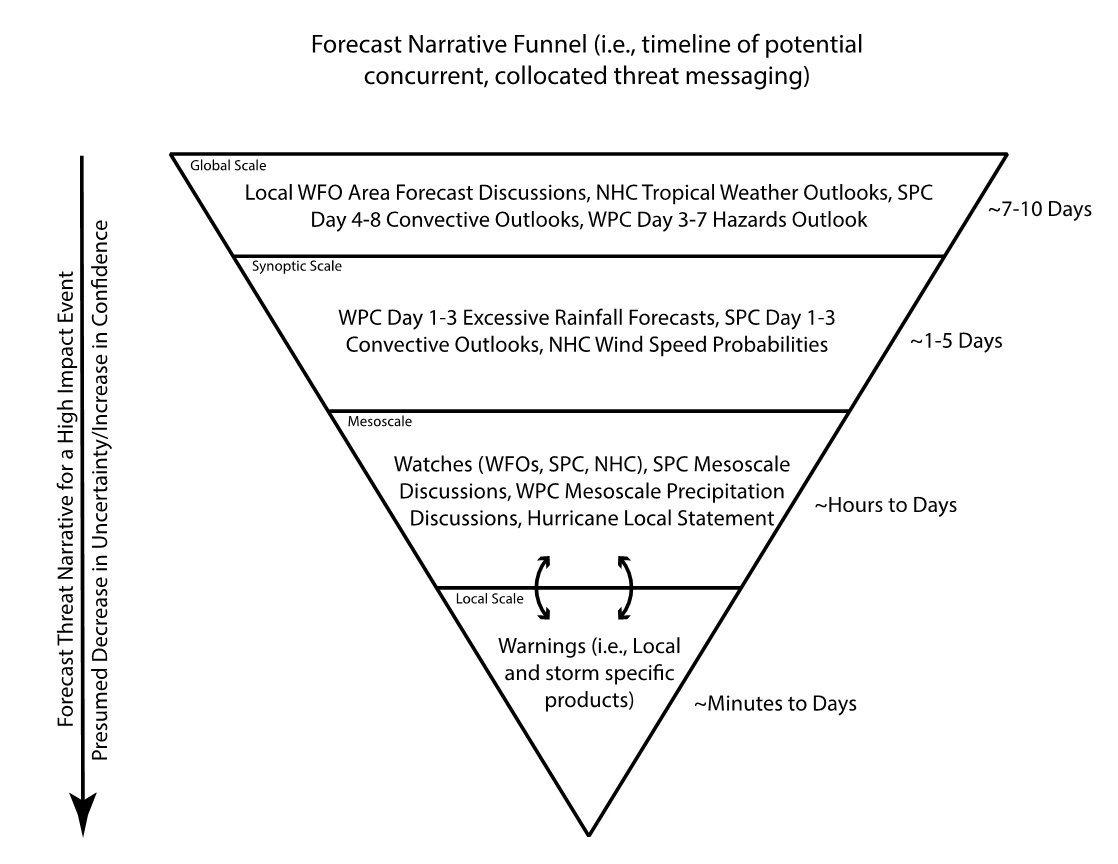 Forecast Narrative Funnel (i.e., timeline of potential
concurrent, collocated threat messaging)
Global Scale
Local WFO Area Forecast Discussions, NHC Tropical Weather Outlooks, SPC
Day 4-8 Convective Outlooks, WPC Day 3-7 Hazards Outlook
~7-10 Days
Synoptic Scale
WPC Day 1-3 Excessive Rainfall Forecasts, SPC Day 1-3
Convective Outlooks, NHC Wind Speed Probabilities
~1-5 Days
Mesoscale
Watches (WFOs, SPC, NHC), SPC Mesoscale
Discussions, WPC Mesoscale Precipitation
Discussions, Hurricane Local Statement
~Hours to Days
Local Scale
Warnings (i.e., Local
and storm specific
products)
~Minutes to Days
Forecast Threat Narrative for a High Impact Event
Presumed Decrease in Uncertainty/Increase in Confidence